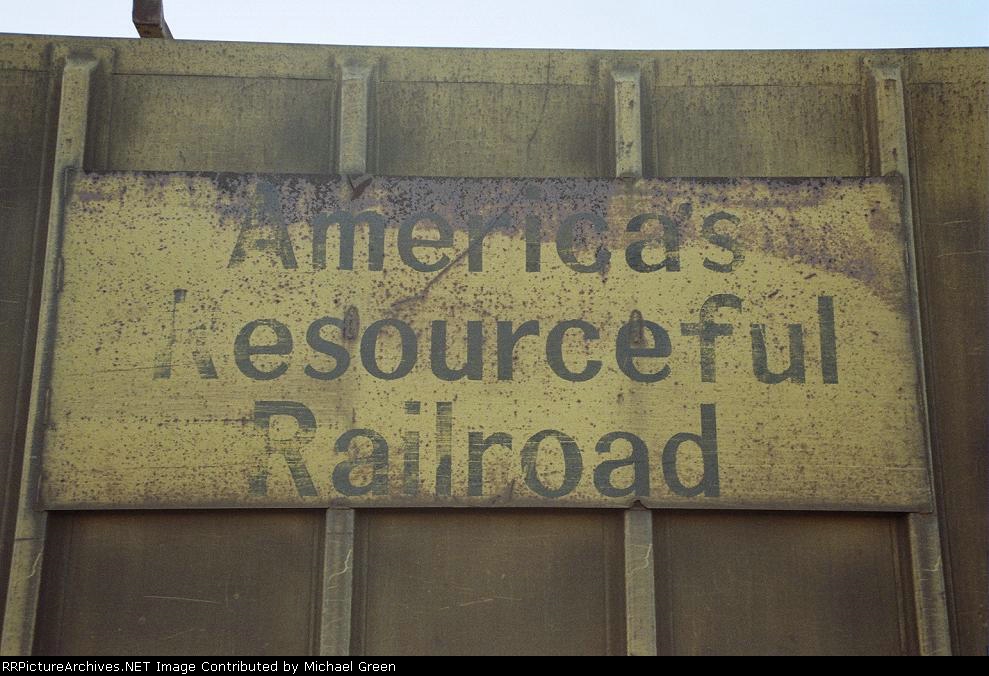 America's
Resourceful
Railroad
RRPictureArchives.NET Image Contributed by Michael Green